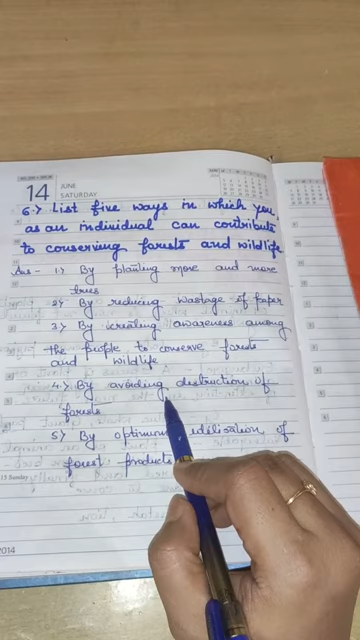 14
JUNE
SATURDAY
6.> List five ways in which you
as an individual can contribute
to conserving forests and wildlife
Ans - 1.> By planting more and more
trees
2> By reducing wastage of paper
3> By creating awareness among
the people to conserve forests
and wildlife
4.> By avoiding destruction of
forests
5> By optimum utilisation of
forest products
2014